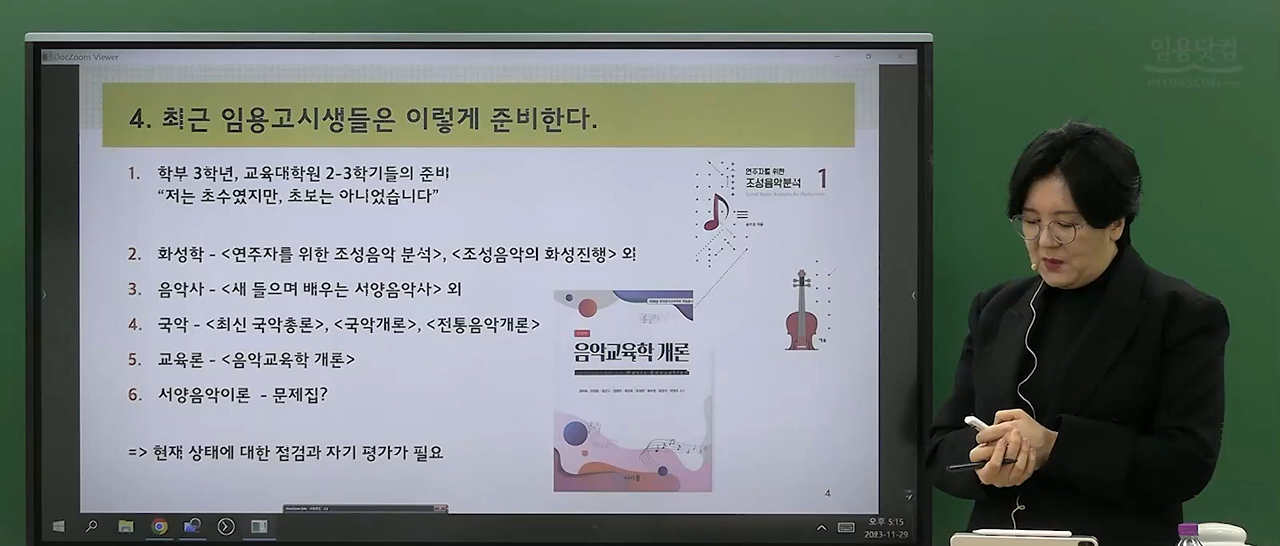 DocZoom Viewer
임용닷컴
4. 최근 임용고시생들은 이렇게 준비한다.
1. 학부 3학년, 교육대학원 2-3학기들의 준비
“저는 초수였지만, 초보는 아니었습니다”
2. 화성학 - <연주자를 위한 조성음악 분석>, <조성음악의 화성진행> 외
3. 음악사 - <새 들으며 배우는 서양음악사> 외
4. 국악 - <최신 국악총론>, <국악개론>, <전통음악개론>
5. 교육론 - <음악교육학 개론>
6. 서양음악이론 - 문제집?
=> 현재 상태에 대한 점검과 자기 평가가 필요
연주자를 위한
조성음악분석 1
음악교육학 개론
4
오후 5:15
2023-11-29